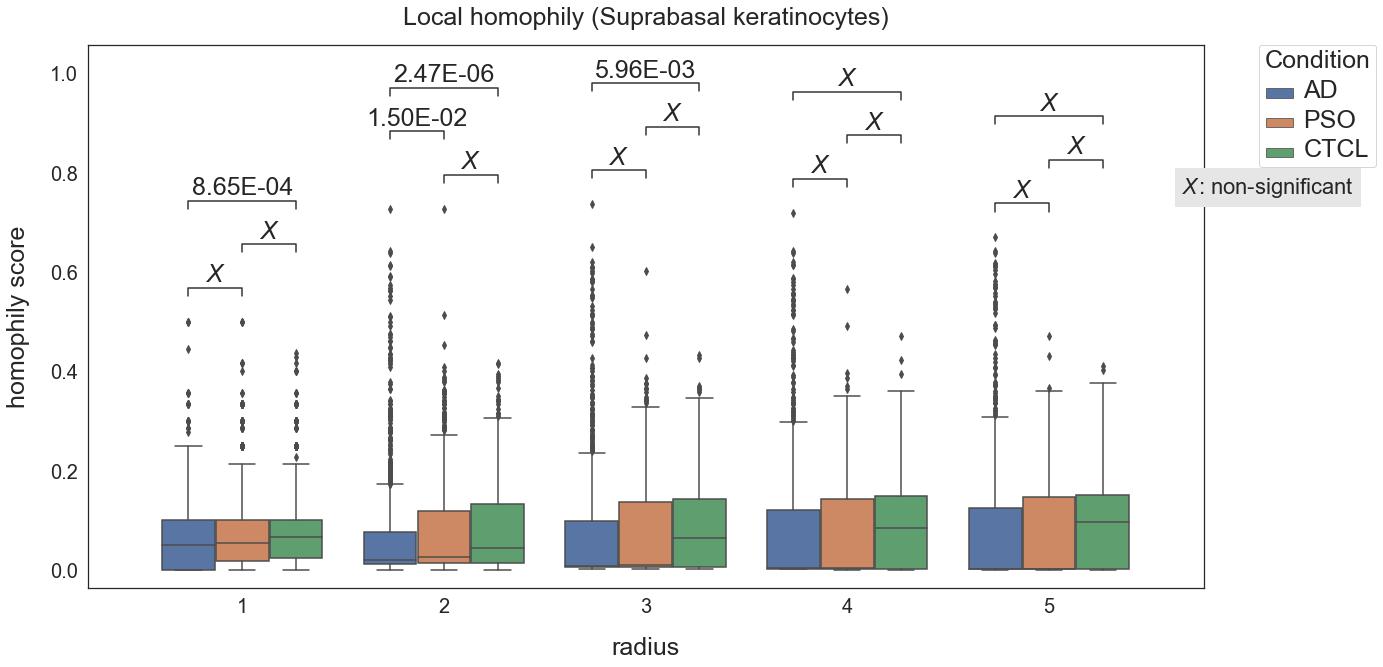 Local homophily (Suprabasal keratinocytes)
homophily score
1.0
0.8
0.6
0.4
0.2
0.0
8.65E-04
X
X
2.47E-06
1.50E-02
X
5.96E-03
X
X
X
X
X
X
X
X
1
2
3
4
5
radius
Condition
AD
PSO
CTCL
X: non-significant